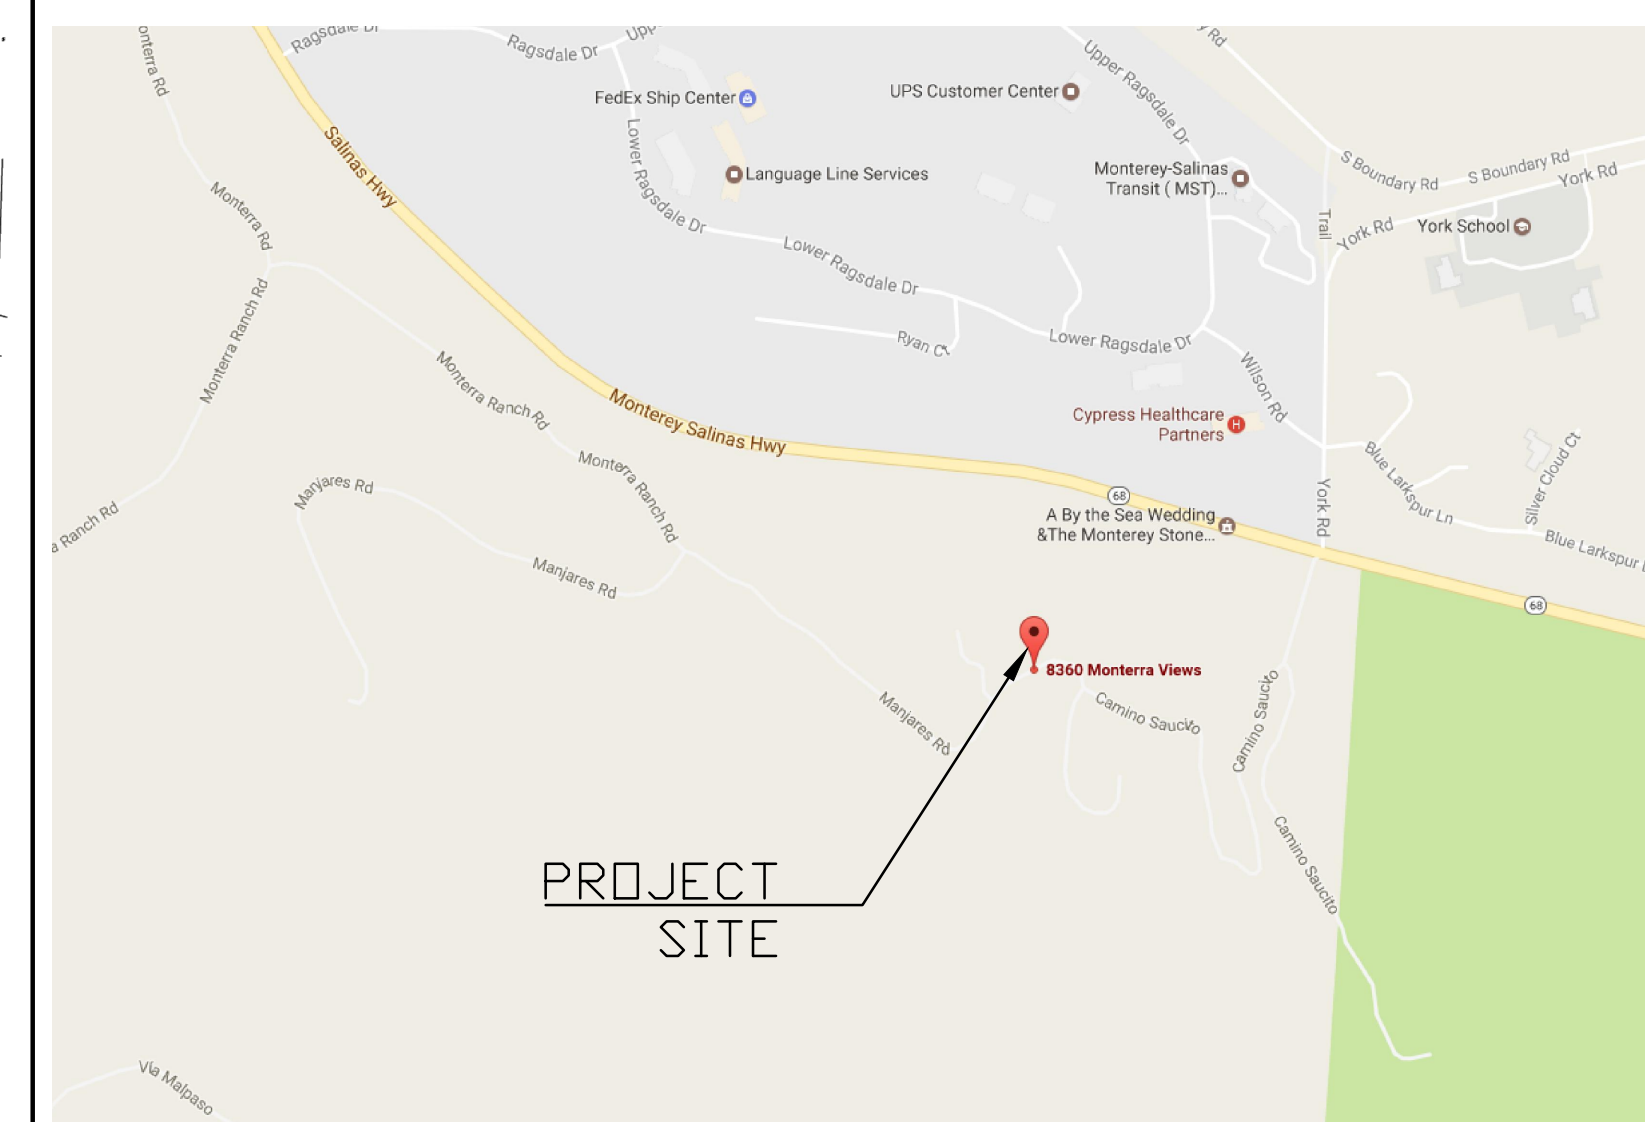 Ragsdale Dr
Ragsdale Dr
Upper Ragsdale Dr
FedEx Ship Center
UPS Customer Center
Salinas Hwy
Lower Ragsdale Dr
Language Line Services
Monterey-Salinas
Transit ( MST)...
S Boundary Rd
S Boundary Rd
York Rd
Trail
York Rd
York School
Monterra Rd
Lower Ragsdale Dr
Monterra Ranch Rd
Ryan Ct
Lower Ragsdale Dr
Wilson Rd
Monterra Ranch Rd
Monterey Salinas Hwy
Cypress Healthcare
Partners
Blue Larkspur Ln
Silver Cloud Ct
Monterra Ranch Rd
Manjares Rd
68
York Rd
A By the Sea Wedding
&The Monterey Stone...
a Ranch Rd
Blue Larkspur
Manjares Rd
68
8360 Monterra Views
Manjares Rd
Camino Saucito
Camino Saucito
Camino Saucito
PROJECT
SITE
Vía Malpaso